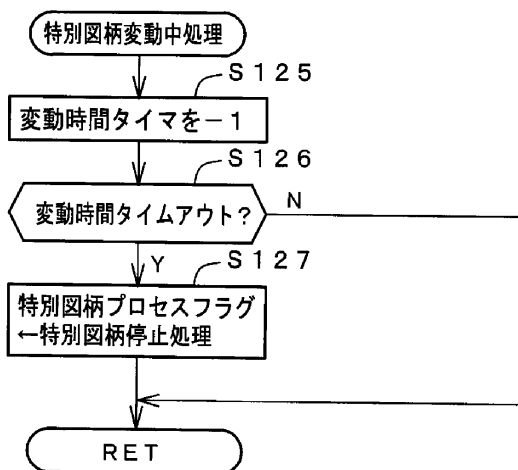 特別図柄変動中処理
S125
変動時間タイマを−1
S126
変動時間タイムアウト?
N
Y
S127
特別図柄プロセスフラグ
←特別図柄停止処理
RET